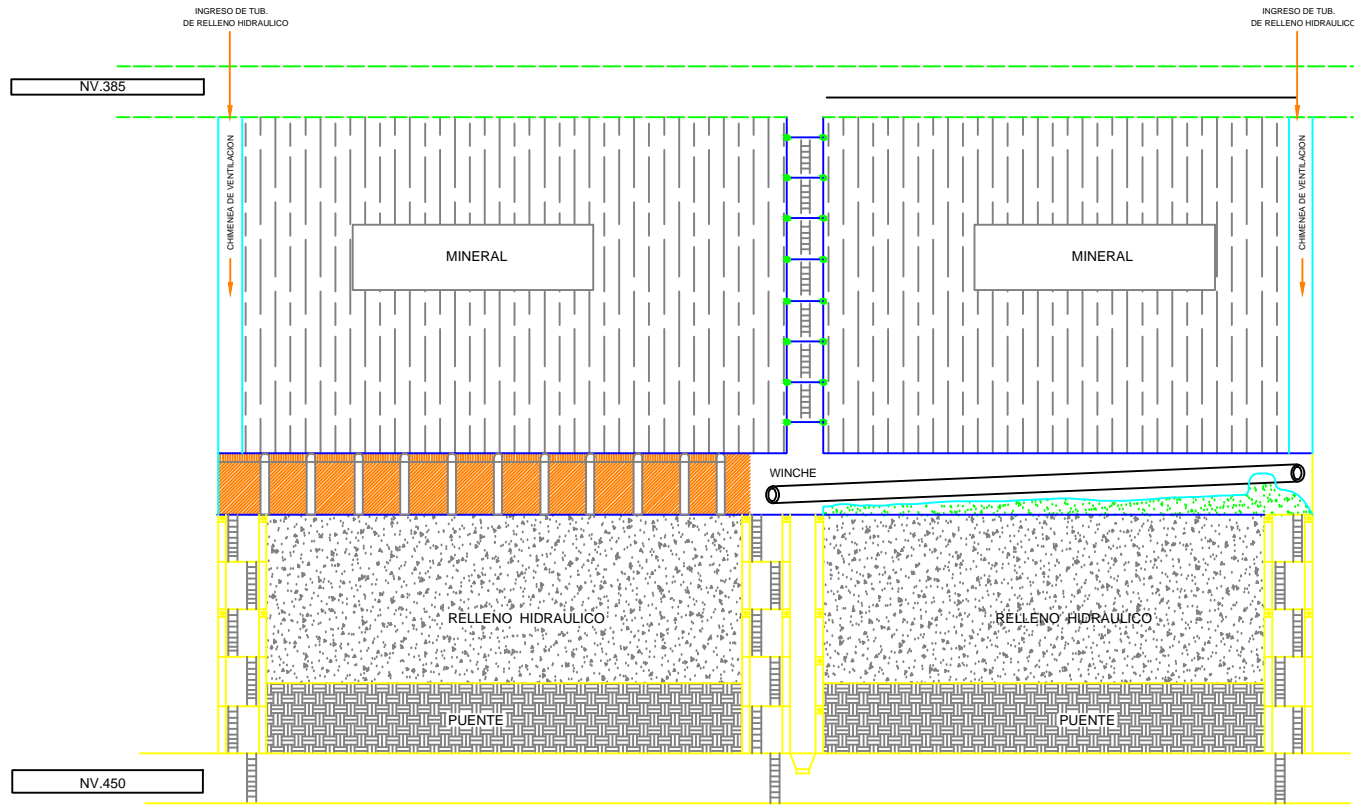 INGRESO DE TUB.
DE RELLENO HIDRAULICO
INGRESO DE TUB.
DE RELLENO HIDRAULICO
NV.385
CHIMENEA DE VENTILACION
CHIMENEA DE VENTILACION
MINERAL
MINERAL
WINCHE
RELLENO HIDRAULICO
RELLENO HIDRAULICO
PUENTE
PUENTE
NV.450